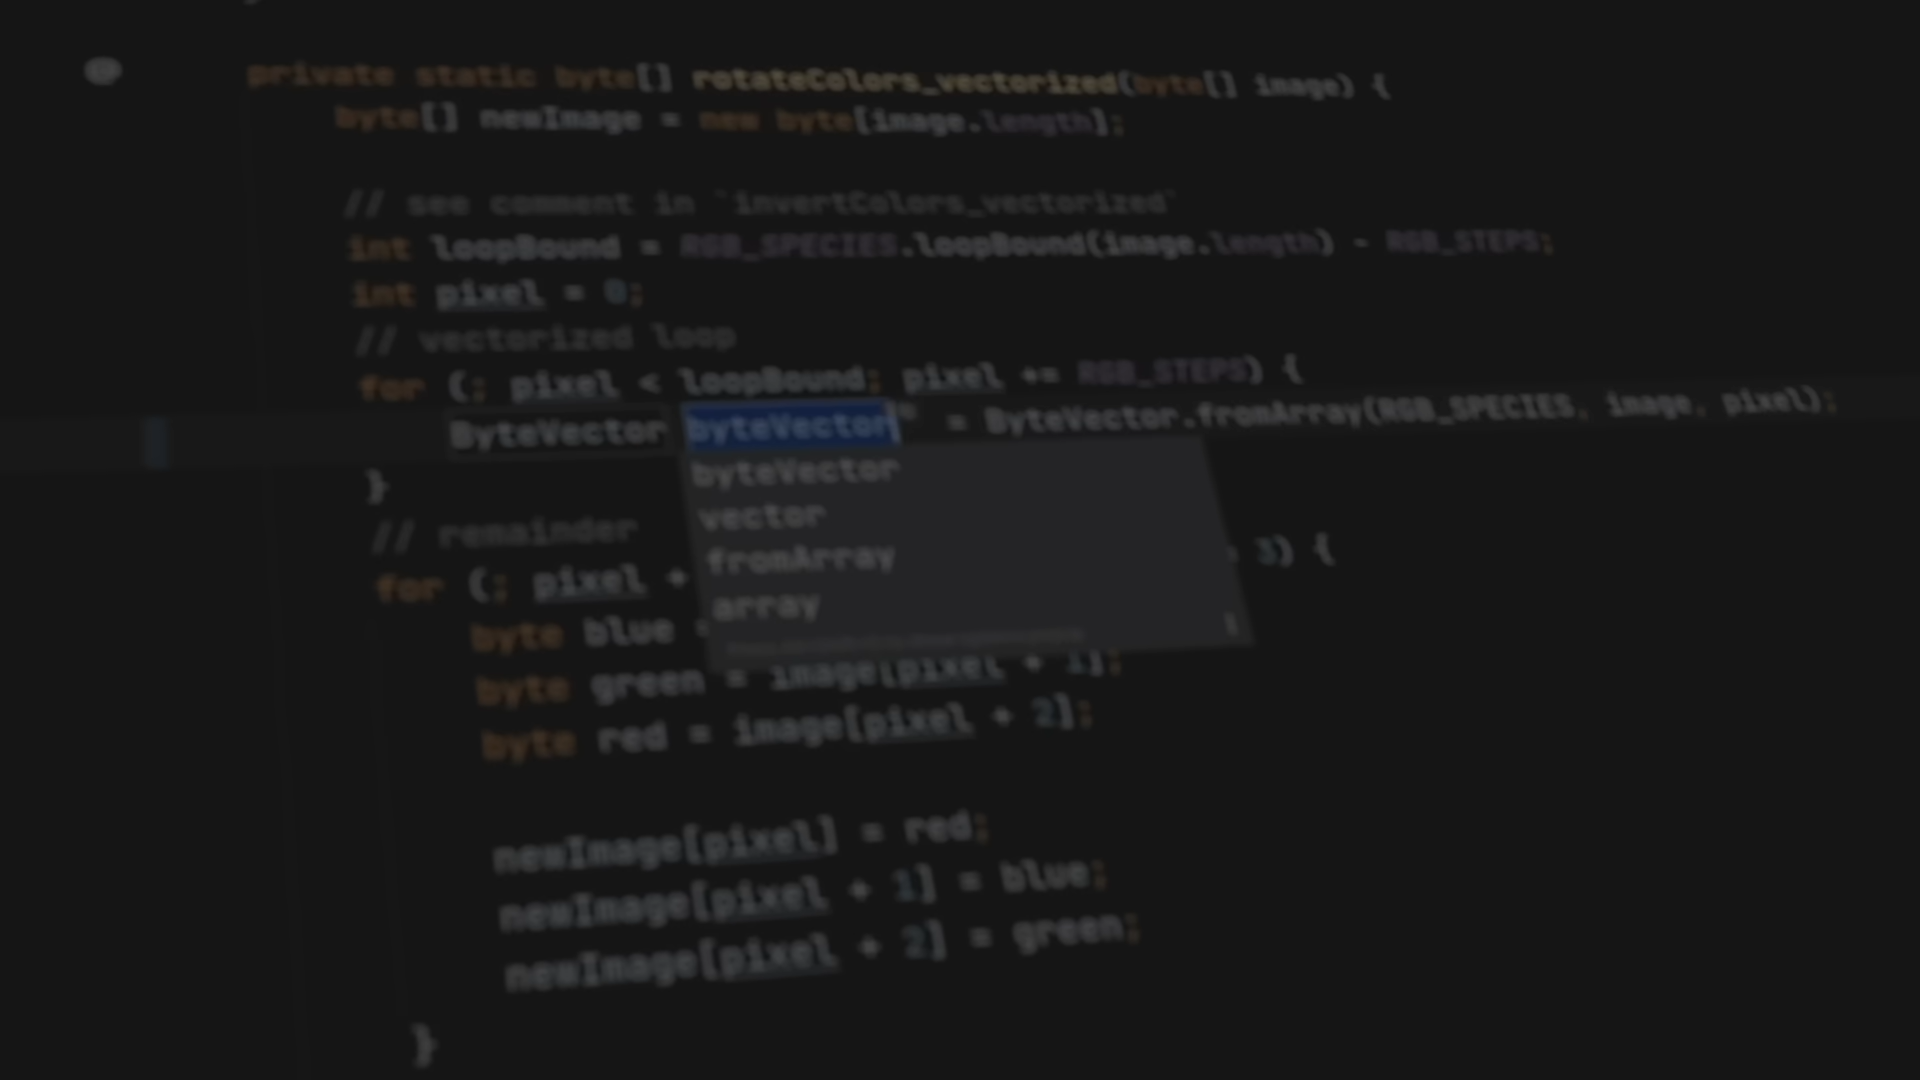 private static byte[] rotateColors_vectorized(byte[] image) {
byte[] newImage = new byte[image.length];
// see comment in `invertColors_vectorized`
int loopBound = RGB_SPECIES.loopBound(image.length) - RGB_STEPS;
int pixel = 0;
// vectorized loop
for (; pixel < loopBound; pixel += RGB_STEPS) {
ByteVector byteVector = ByteVector.fromArray(RGB_SPECIES, image, pixel);
byteVector
}
vector
// remainder
fromArray
for (; pixel + 3) {
array
byte blue =
byte green = image[pixel + 1];
byte red = image[pixel + 2];
newImage[pixel] = red;
newImage[pixel + 1] = blue;
newImage[pixel + 2] = green;
}